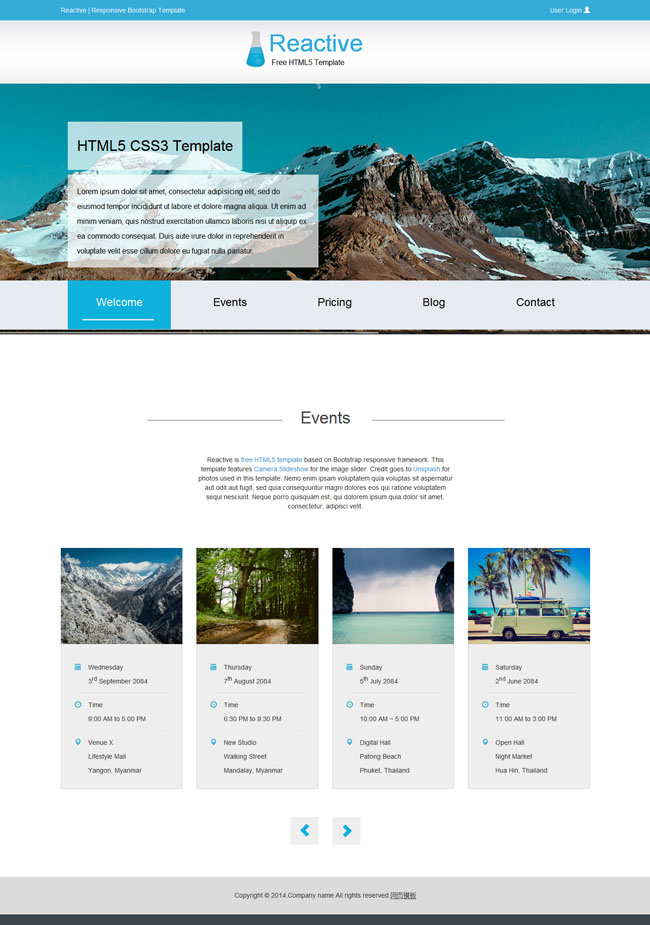 Reactive | Responsive Bootstrap Template
User Login
Reactive
Free HTML5 Template
HTML5 CSS3 Template
Lorem ipsum dolor sit amet, consectetur adipisicing elit, sed do
eiusmod tempor incididunt ut labore et dolore magna aliqua. Ut enim ad
minim veniam, quis nostrud exercitation ullamco laboris nisi ut aliquip ex
ea commodo consequat. Duis aute irure dolor in reprehenderit in
voluptate velit esse cillum dolore eu fugiat nulla pariatur.
Welcome
Events
Pricing
Blog
Contact
Events
Reactive is free HTML5 template based on Bootstrap responsive framework. This
template features Camera Slideshow for the image slider. Credit goes to Unsplash for
photos used in this template. Nemo enim ipsam voluptatem quia voluptas sit aspernatur
aut odit aut fugit, sed quia consequuntur magni dolores eos qui ratione voluptatem
sequi nesciunt. Neque porro quisquam est, qui dolorem ipsum quia dolor sit amet,
consectetur, adipisci velit.
Wednesday
3rd September 2084
Time
9:00 AM to 5:00 PM
Venue X
Lifestyle Mall
Yangon, Myanmar
Thursday
7th August 2084
Time
6:30 PM to 9:30 PM
New Studio
Walking Street
Mandalay, Myanmar
Sunday
5th July 2084
Time
10:00 AM ~ 5:00 PM
Digital Hall
Patong Beach
Phuket, Thailand
Saturday
2nd June 2084
Time
11:00 AM to 3:00 PM
Open Hall
Night Market
Hua Hin, Thailand
Copyright © 2014.Company name All rights reserved.网页模板